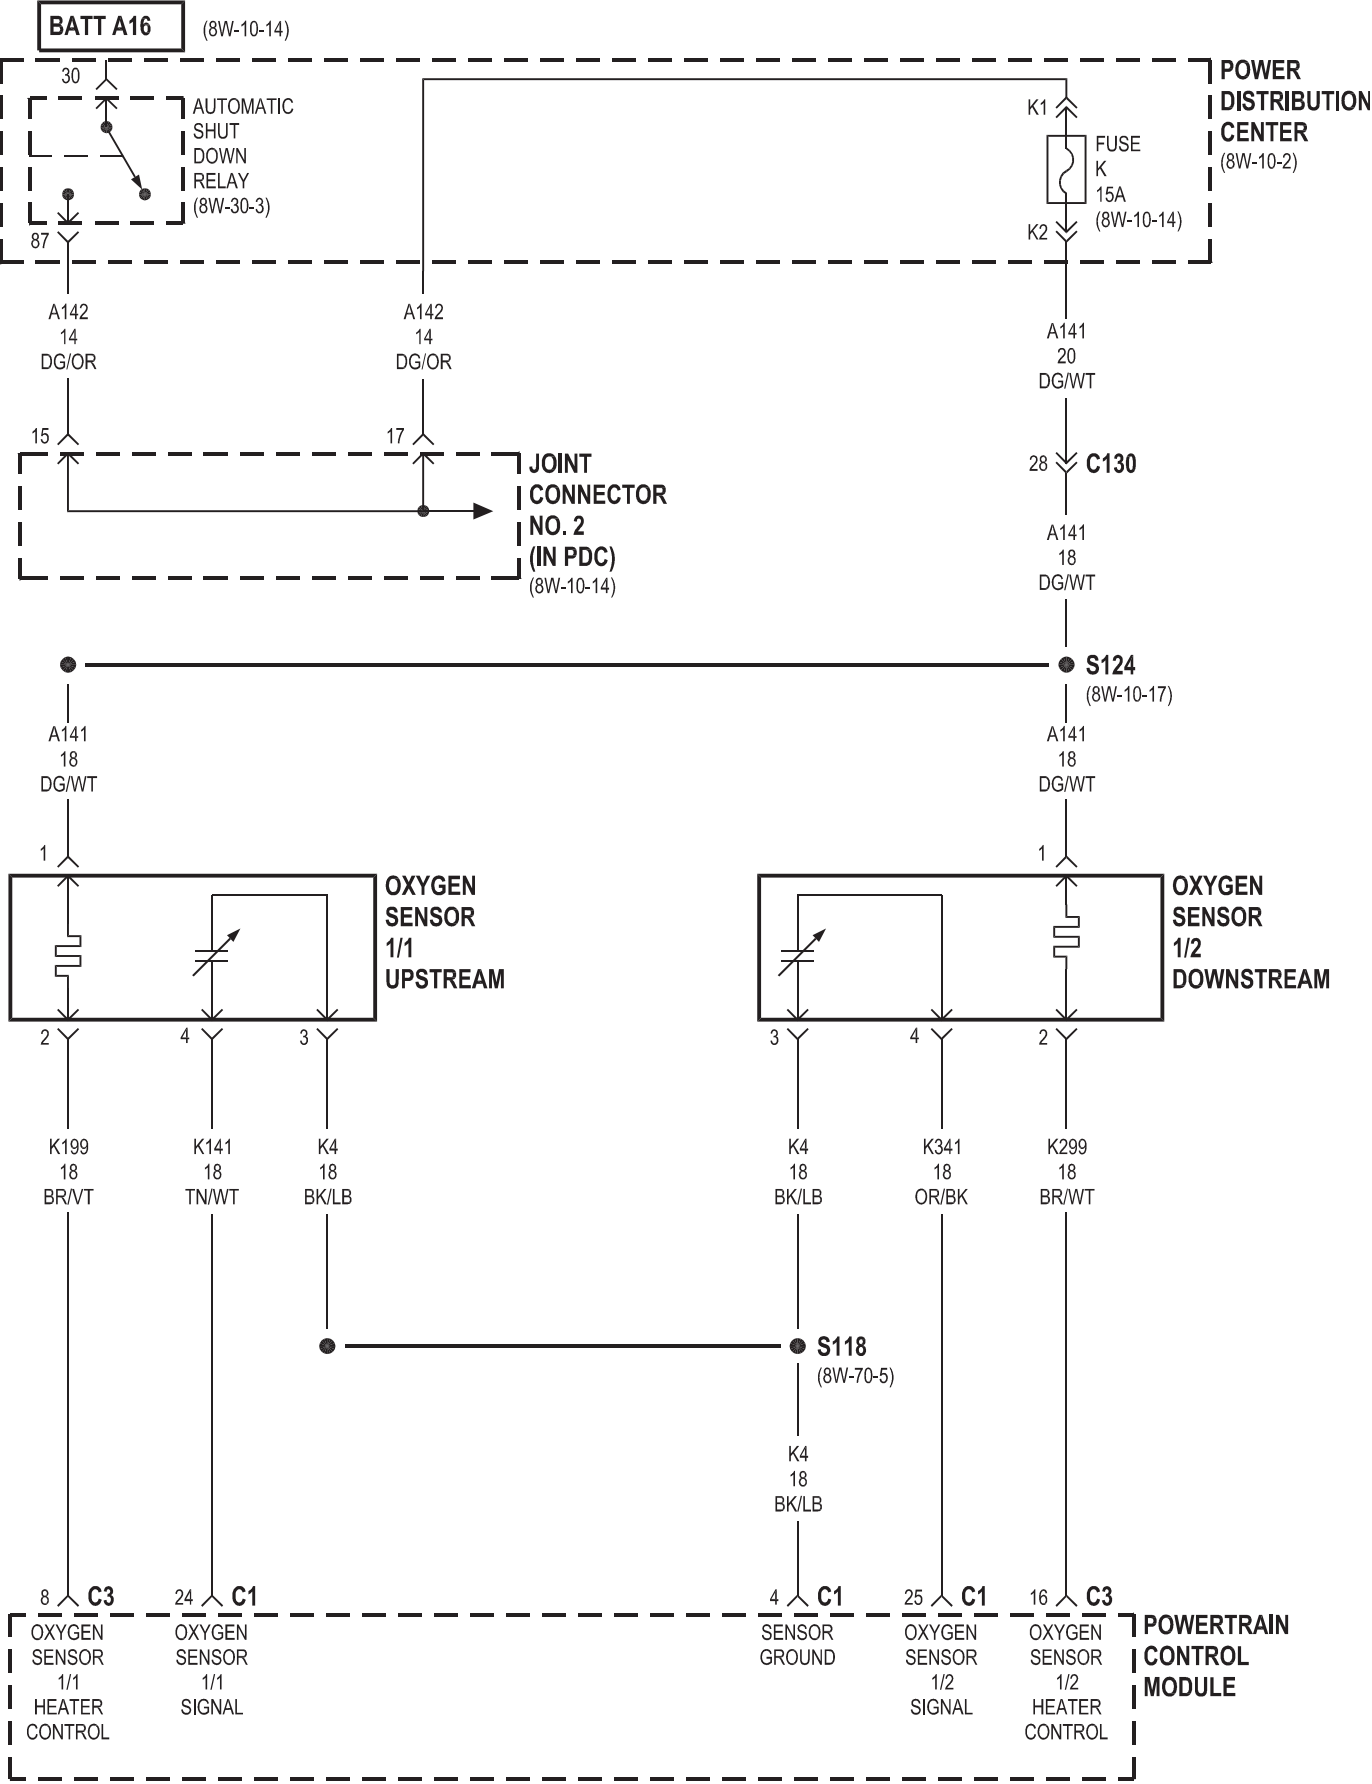 BATT A16 (8W-10-14)
30
AUTOMATIC
SHUT
DOWN
RELAY
(8W-30-3)
87
K1
FUSE
K
15A
(8W-10-14)
K2
POWER
DISTRIBUTION
CENTER
(8W-10-2)
A142
14
DG/OR
A142
14
DG/OR
A141
20
DG/WT
15
17
JOINT
CONNECTOR
NO. 2
(IN PDC)
(8W-10-14)
28 C130
A141
18
DG/WT
S124
(8W-10-17)
A141
18
DG/WT
A141
18
DG/WT
1
OXYGEN
SENSOR
1/1
UPSTREAM
1
OXYGEN
SENSOR
1/2
DOWNSTREAM
2
4
3
3
4
2
K199
18
BR/VT
K141
18
TN/WT
K4
18
BK/LB
K4
18
BK/LB
K341
18
OR/BK
K299
18
BR/WT
S118
(8W-70-5)
K4
18
BK/LB
8 C3
24 C1
4 C1
25 C1
16 C3
OXYGEN
SENSOR
1/1
HEATER
CONTROL
OXYGEN
SENSOR
1/1
SIGNAL
SENSOR
GROUND
OXYGEN
SENSOR
1/2
SIGNAL
OXYGEN
SENSOR
1/2
HEATER
CONTROL
POWERTRAIN
CONTROL
MODULE